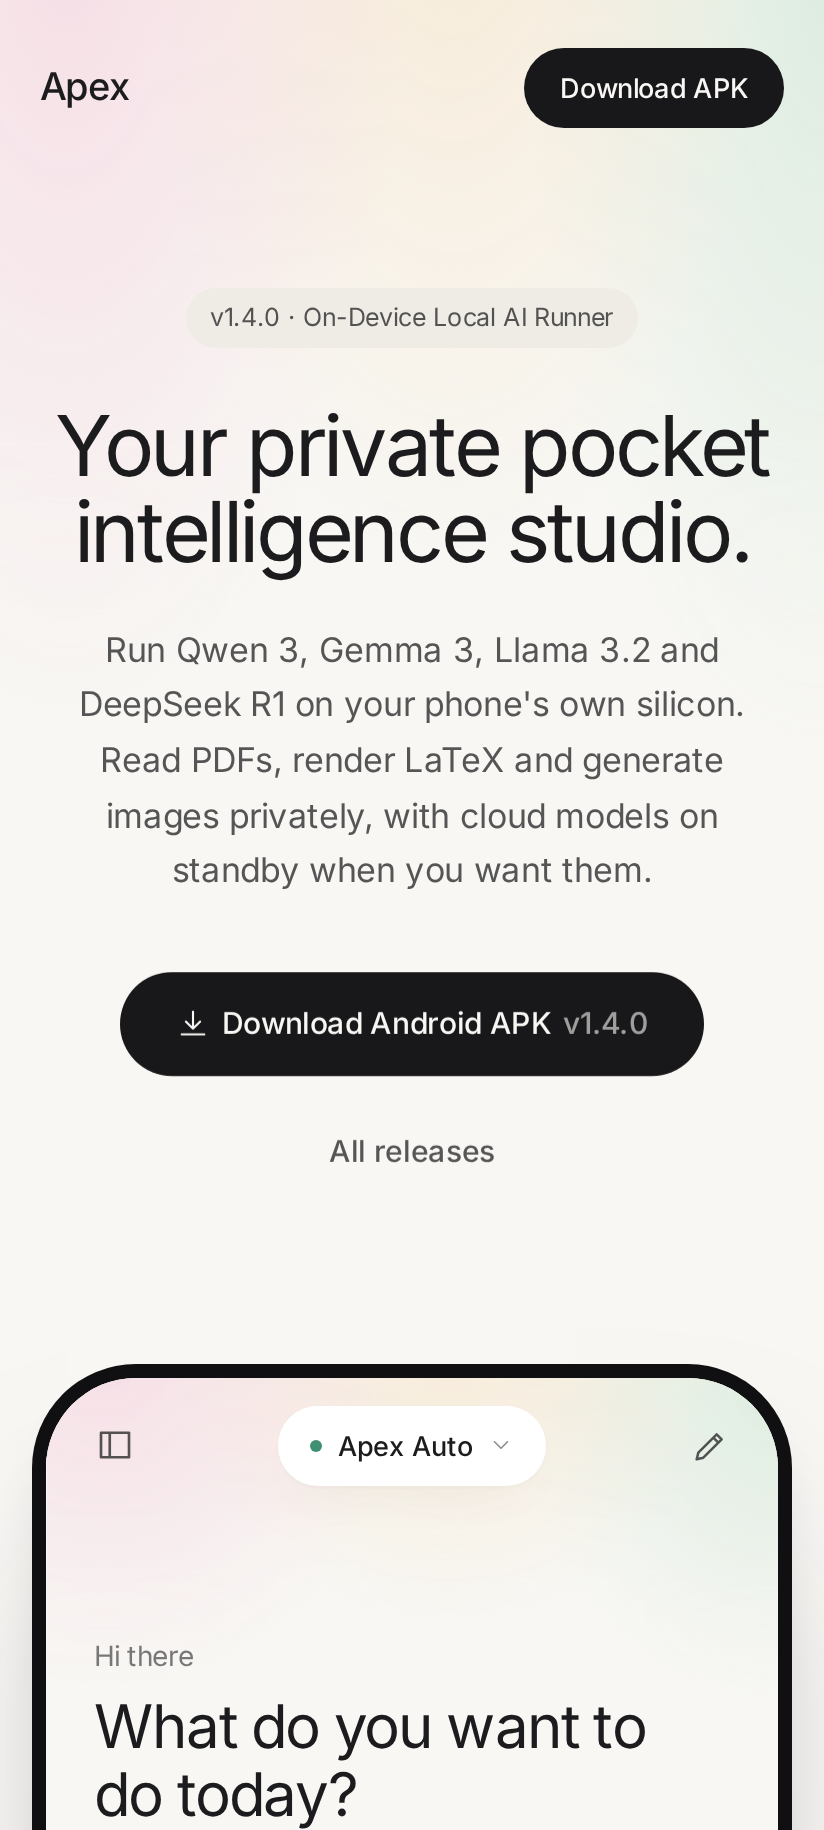 Apex
Download APK
v1.4.0 · On-Device Local AI Runner
Your private pocket
intelligence studio.
Run Qwen 3, Gemma 3, Llama 3.2 and
DeepSeek R1 on your phone's own silicon.
Read PDFs, render LaTeX and generate
images privately, with cloud models on
standby when you want them.
Download Android APK v1.4.0
All releases
Apex Auto
Hi there
What do you want to
do today?